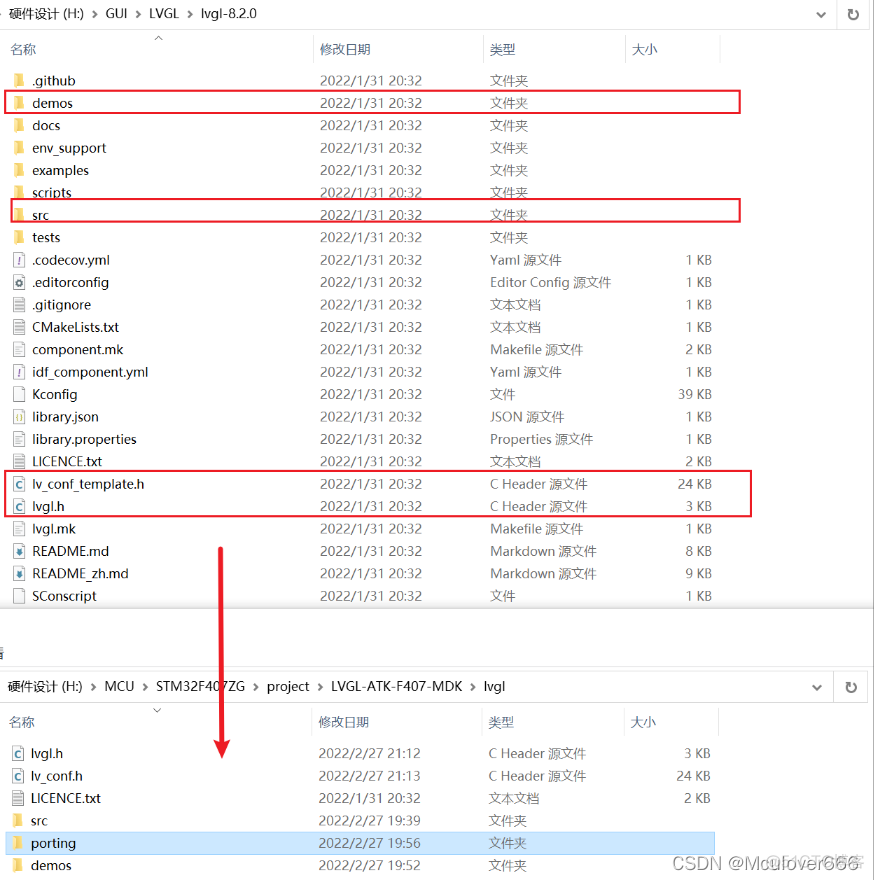 硬件设计 (H:) > GUI > LVGL > lvgl-8.2.0
名称 修改日期 类型 大小
.github 2022/1/31 20:32 文件夹
demos 2022/1/31 20:32 文件夹
docs 2022/1/31 20:32 文件夹
env_support 2022/1/31 20:32 文件夹
examples 2022/1/31 20:32 文件夹
scripts 2022/1/31 20:32 文件夹
src 2022/1/31 20:32 文件夹
tests 2022/1/31 20:32 文件夹
.codecov.yml 2022/1/31 20:32 Yaml 源文件 1 KB
.editorconfig 2022/1/31 20:32 Editor Config 源文件 1 KB
.gitignore 2022/1/31 20:32 文本文档 1 KB
CMakeLists.txt 2022/1/31 20:32 文本文档 1 KB
component.mk 2022/1/31 20:32 Makefile 源文件 2 KB
idf_component.yml 2022/1/31 20:32 Yaml 源文件 1 KB
Kconfig 2022/1/31 20:32 文件 39 KB
library.json 2022/1/31 20:32 JSON 源文件 1 KB
library.properties 2022/1/31 20:32 Properties 源文件 1 KB
LICENCE.txt 2022/1/31 20:32 文本文档 2 KB
lv_conf_template.h 2022/1/31 20:32 C Header 源文件 24 KB
lvgl.h 2022/1/31 20:32 C Header 源文件 3 KB
lvgl.mk 2022/1/31 20:32 Makefile 源文件 1 KB
README.md 2022/1/31 20:32 Markdown 源文件 8 KB
README_zh.md 2022/1/31 20:32 Markdown 源文件 9 KB
SConscript 2022/1/31 20:32 文件 1 KB
硬件设计 (H:) > MCU > STM32F407ZG > project > LVGL-ATK-F407-MDK > lvgl
名称 修改日期 类型 大小
lvgl.h 2022/2/27 21:12 C Header 源文件 3 KB
lv_conf.h 2022/2/27 21:13 C Header 源文件 24 KB
LICENCE.txt 2022/1/31 20:32 文本文档 2 KB
src 2022/2/27 19:39 文件夹
porting 2022/2/27 19:56 文件夹
demos 2022/2/27 19:52 文件夹
CSDN @Mculover666